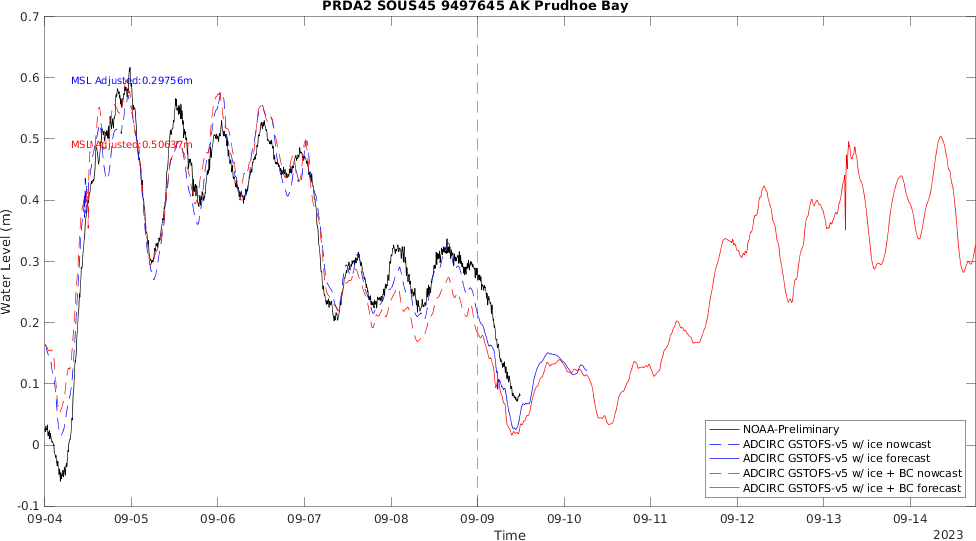 PRDA2 SOUS45 9497645 AK Prudhoe Bay
0.7
0.6
0.5
0.4
0.3
0.2
0.1
0
-0.1
Water Level (m)
MSL Adjusted:0.29756m
MSL Adjusted:0.50637m
NOAA-Preliminary
ADCIRC GSTOFS-v5 w/ ice nowcast
ADCIRC GSTOFS-v5 w/ ice forecast
ADCIRC GSTOFS-v5 w/ ice + BC nowcast
ADCIRC GSTOFS-v5 w/ ice + BC forecast
09-04 09-05 09-06 09-07 09-08 09-09 09-10 09-11 09-12 09-13 09-14
Time
2023